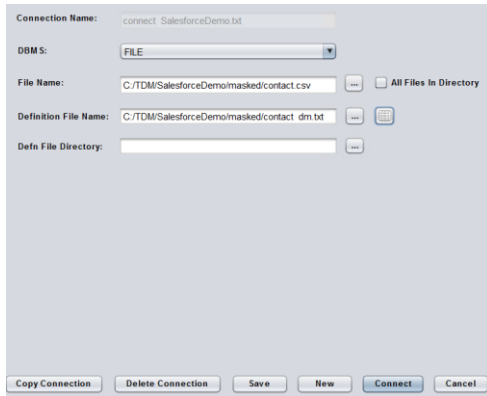 Connection Name: connect SalesforceDemo.txt
DBMS: FILE
File Name: C:/TDM/SalesforceDemo/masked/contact.csv ... All Files In Directory
Definition File Name: C:/TDM/SalesforceDemo/masked/contact dm.txt ...
Defn File Directory: ...
Copy Connection Delete Connection Save New Connect Cancel